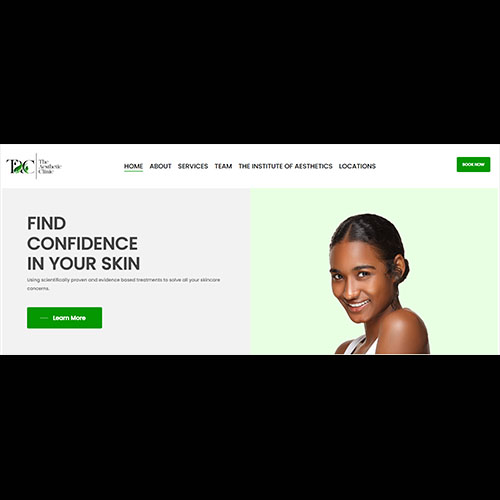 TAC
The
Aesthetic
Clinic
HOME ABOUT SERVICES TEAM THE INSTITUTE OF AESTHETICS LOCATIONS
BOOK NOW
FIND
CONFIDENCE
IN YOUR SKIN
Using scientifically proven and evidence based treatments to solve all your skincare
concerns.
Learn More